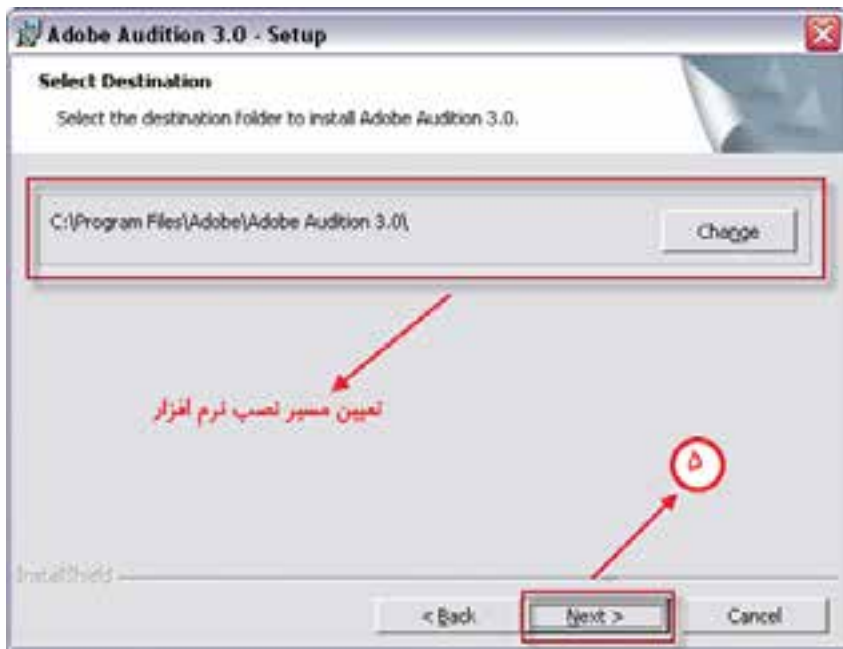 Adobe Audition 3.0 - Setup
Select Destination
Select the destination folder to install Adobe Audition 3.0.
C:\Program Files\Adobe\Adobe Audition 3.0\
Change
تعیین مسیر نصب نرم افزار
۵
InstallShield
< Back
Next >
Cancel